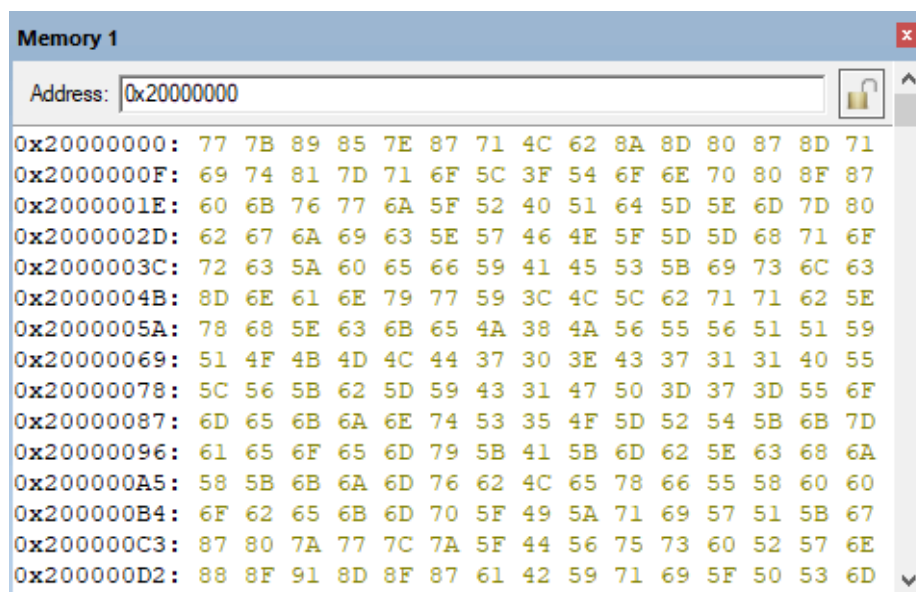 Memory 1
Address: 0x20000000
0x20000000: 77 7B 89 85 7E 87 71 4C 62 8A 8D 80 87 8D 71
0x2000000F: 69 74 81 7D 71 6F 5C 3F 54 6F 6E 70 80 8F 87
0x2000001E: 60 6B 76 77 6A 5F 52 40 51 64 5D 5E 6D 7D 80
0x2000002D: 62 67 6A 69 63 5E 57 46 4E 5F 5D 5D 68 71 6F
0x2000003C: 72 63 5A 60 65 66 59 41 45 53 5B 69 73 6C 63
0x2000004B: 8D 6E 61 6E 79 77 59 3C 4C 5C 62 71 71 62 5E
0x2000005A: 78 68 5E 63 6B 65 4A 38 4A 56 55 56 51 51 59
0x20000069: 51 4F 4B 4D 4C 44 37 30 3E 43 37 31 31 40 55
0x20000078: 5C 56 5B 62 5D 59 43 31 47 50 3D 37 3D 55 6F
0x20000087: 6D 65 6B 6A 6E 74 53 35 4F 5D 52 54 5B 6B 7D
0x20000096: 61 65 6F 65 6D 79 5B 41 5B 6D 62 5E 63 68 6A
0x200000A5: 58 5B 6B 6A 6D 76 62 4C 65 78 66 55 58 60 60
0x200000B4: 6F 62 65 6B 6D 70 5F 49 5A 71 69 57 51 5B 67
0x200000C3: 87 80 7A 77 7C 7A 5F 44 56 75 73 60 52 57 6E
0x200000D2: 88 8F 91 8D 8F 87 61 42 59 71 69 5F 50 53 6D